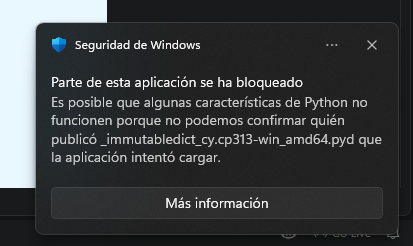 Seguridad de Windows
Parte de esta aplicación se ha bloqueado
Es posible que algunas características de Python no
funcionen porque no podemos confirmar quién
publicó _immutabledict_cy.cp313-win_amd64.pyd que
la aplicación intentó cargar.
Más información